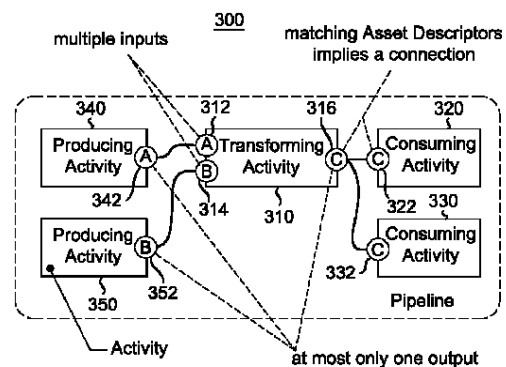 300
multiple inputs
matching Asset Descriptors
implies a connection
340
312
316
320
Producing
Activity
A
A
Transforming
Activity
C
C
Consuming
Activity
342
B
314
310
322
330
Producing
Activity
B
332
C
Consuming
Activity
350
352
Pipeline
Activity
at most only one output